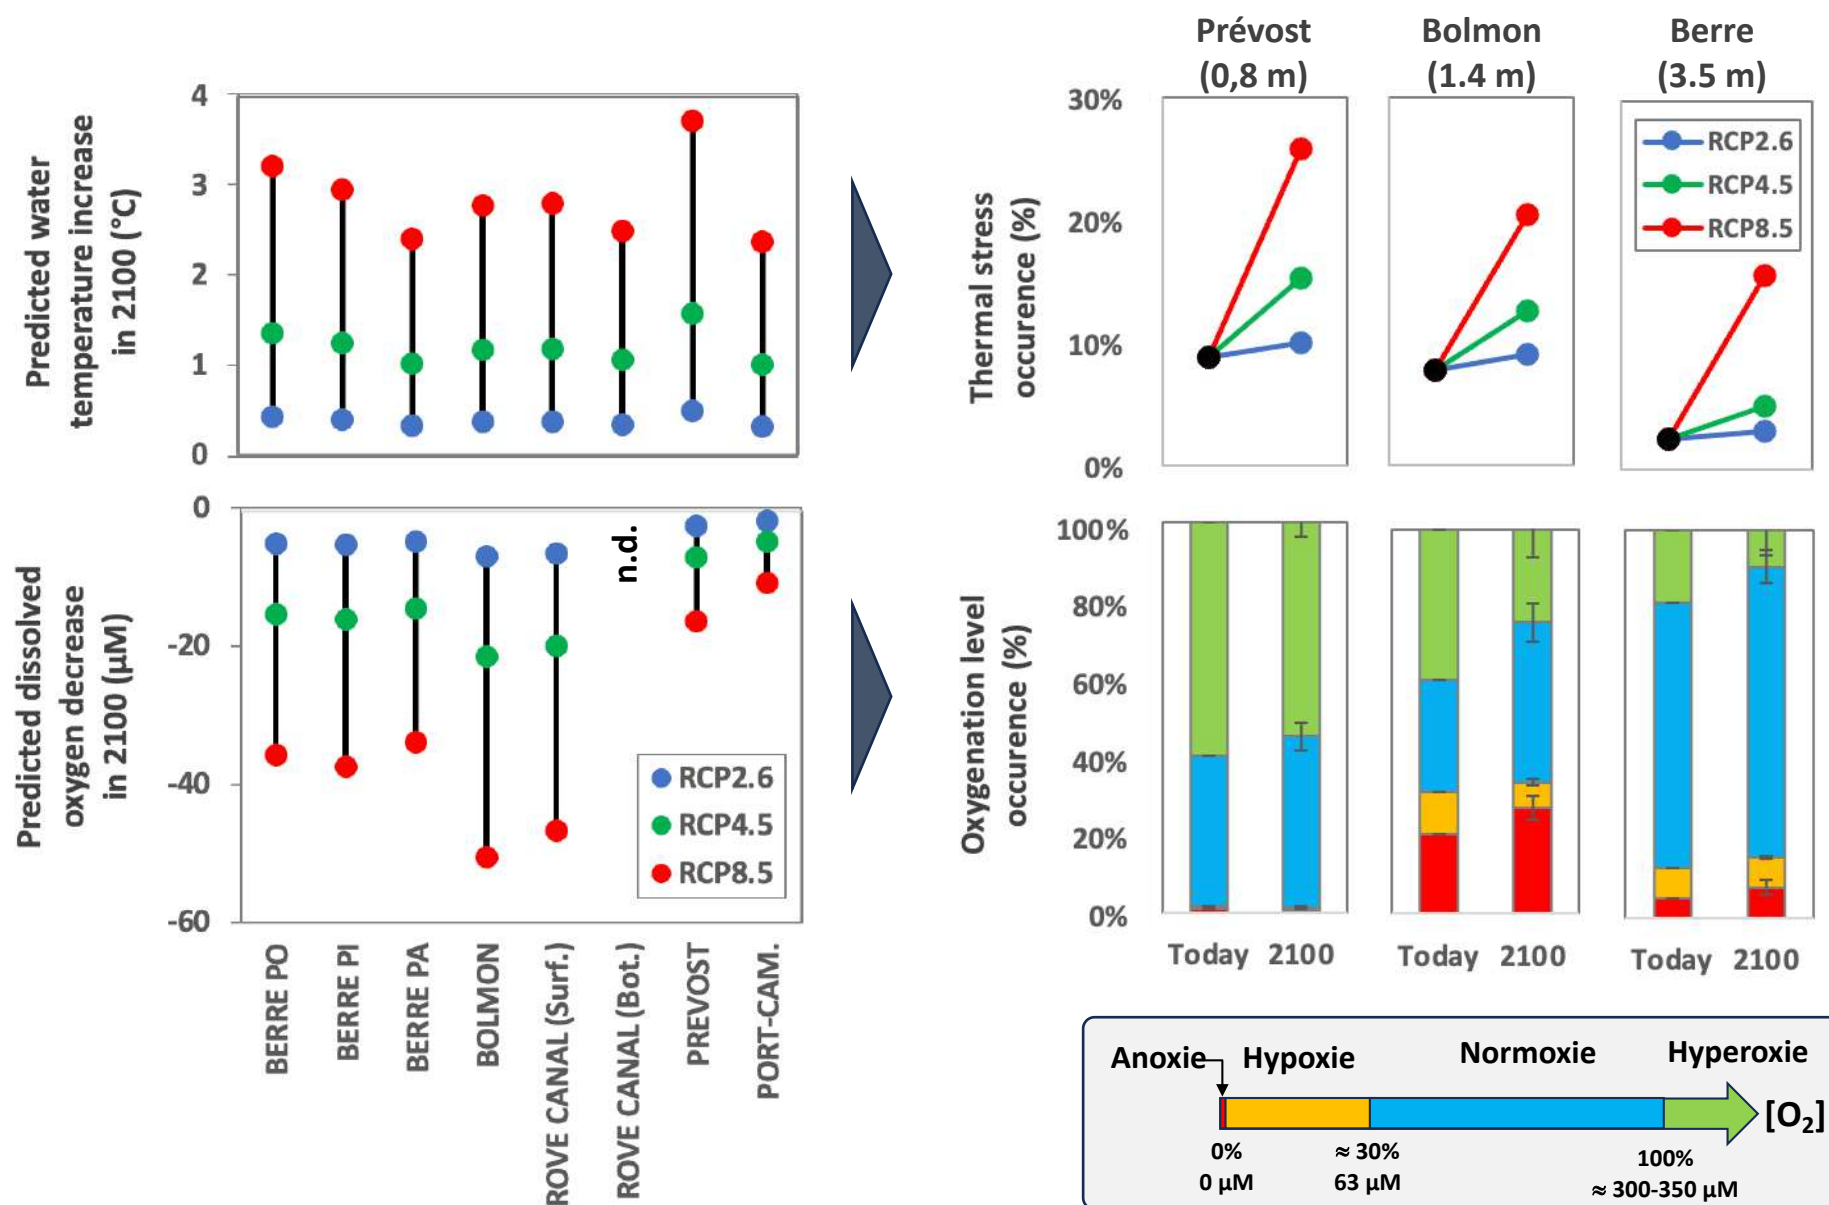 Predicted water
temperature increase
in 2100 (°C)
4
3
2
1
0
Predicted dissolved
oxygen decrease
in 2100 (µM)
0
-20
-40
-60
n.d.
RCP2.6
RCP4.5
RCP8.5
BERRE PO
BERRE PI
BERRE PA
BOLMON
ROVE CANAL (Surf.)
ROVE CANAL (Bot.)
PREVOST
PORT-CAM.
Prévost
(0,8 m)
Bolmon
(1.4 m)
Berre
(3.5 m)
Thermal stress
occurence (%)
30%
20%
10%
0%
RCP2.6
RCP4.5
RCP8.5
Oxygenation level
occurence (%)
100%
80%
60%
40%
20%
0%
Today 2100
Today 2100
Today 2100
Anoxie Hypoxie Normoxie Hyperoxie
[O₂]
0% ≈ 30% 100%
0 µM 63 µM ≈ 300-350 µM